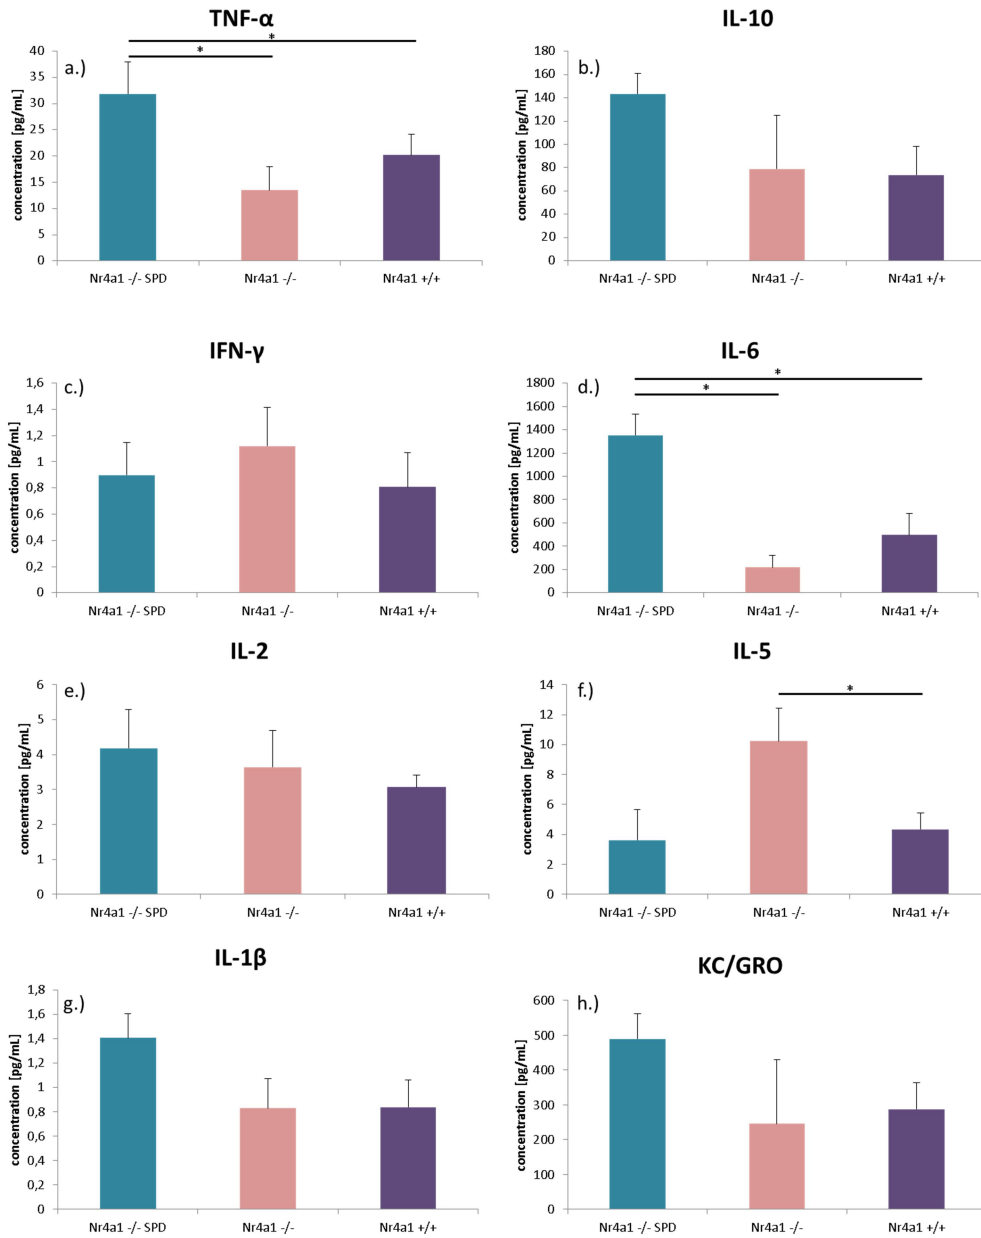 TNF-α
*
*
a.)
concentration [pg/mL]
40
35
30
25
20
15
10
5
0
Nr4a1 -/- SPD
Nr4a1 -/-
Nr4a1 +/+
IL-10
b.)
concentration [pg/mL]
180
160
140
120
100
80
60
40
20
0
Nr4a1 -/- SPD
Nr4a1 -/-
Nr4a1 +/+
IFN-γ
c.)
concentration [pg/mL]
1,6
1,4
1,2
1
0,8
0,6
0,4
0,2
0
Nr4a1 -/- SPD
Nr4a1 -/-
Nr4a1 +/+
IL-6
*
*
d.)
concentration [pg/mL]
1800
1600
1400
1200
1000
800
600
400
200
0
Nr4a1 -/- SPD
Nr4a1 -/-
Nr4a1 +/+
IL-2
e.)
concentration [pg/mL]
6
5
4
3
2
1
0
Nr4a1 -/- SPD
Nr4a1 -/-
Nr4a1 +/+
IL-5
*
f.)
concentration [pg/mL]
14
12
10
8
6
4
2
0
Nr4a1 -/- SPD
Nr4a1 -/-
Nr4a1 +/+
IL-1β
g.)
concentration [pg/mL]
1,8
1,6
1,4
1,2
1
0,8
0,6
0,4
0,2
0
Nr4a1 -/- SPD
Nr4a1 -/-
Nr4a1 +/+
KC/GRO
h.)
concentration [pg/mL]
600
500
400
300
200
100
0
Nr4a1 -/- SPD
Nr4a1 -/-
Nr4a1 +/+